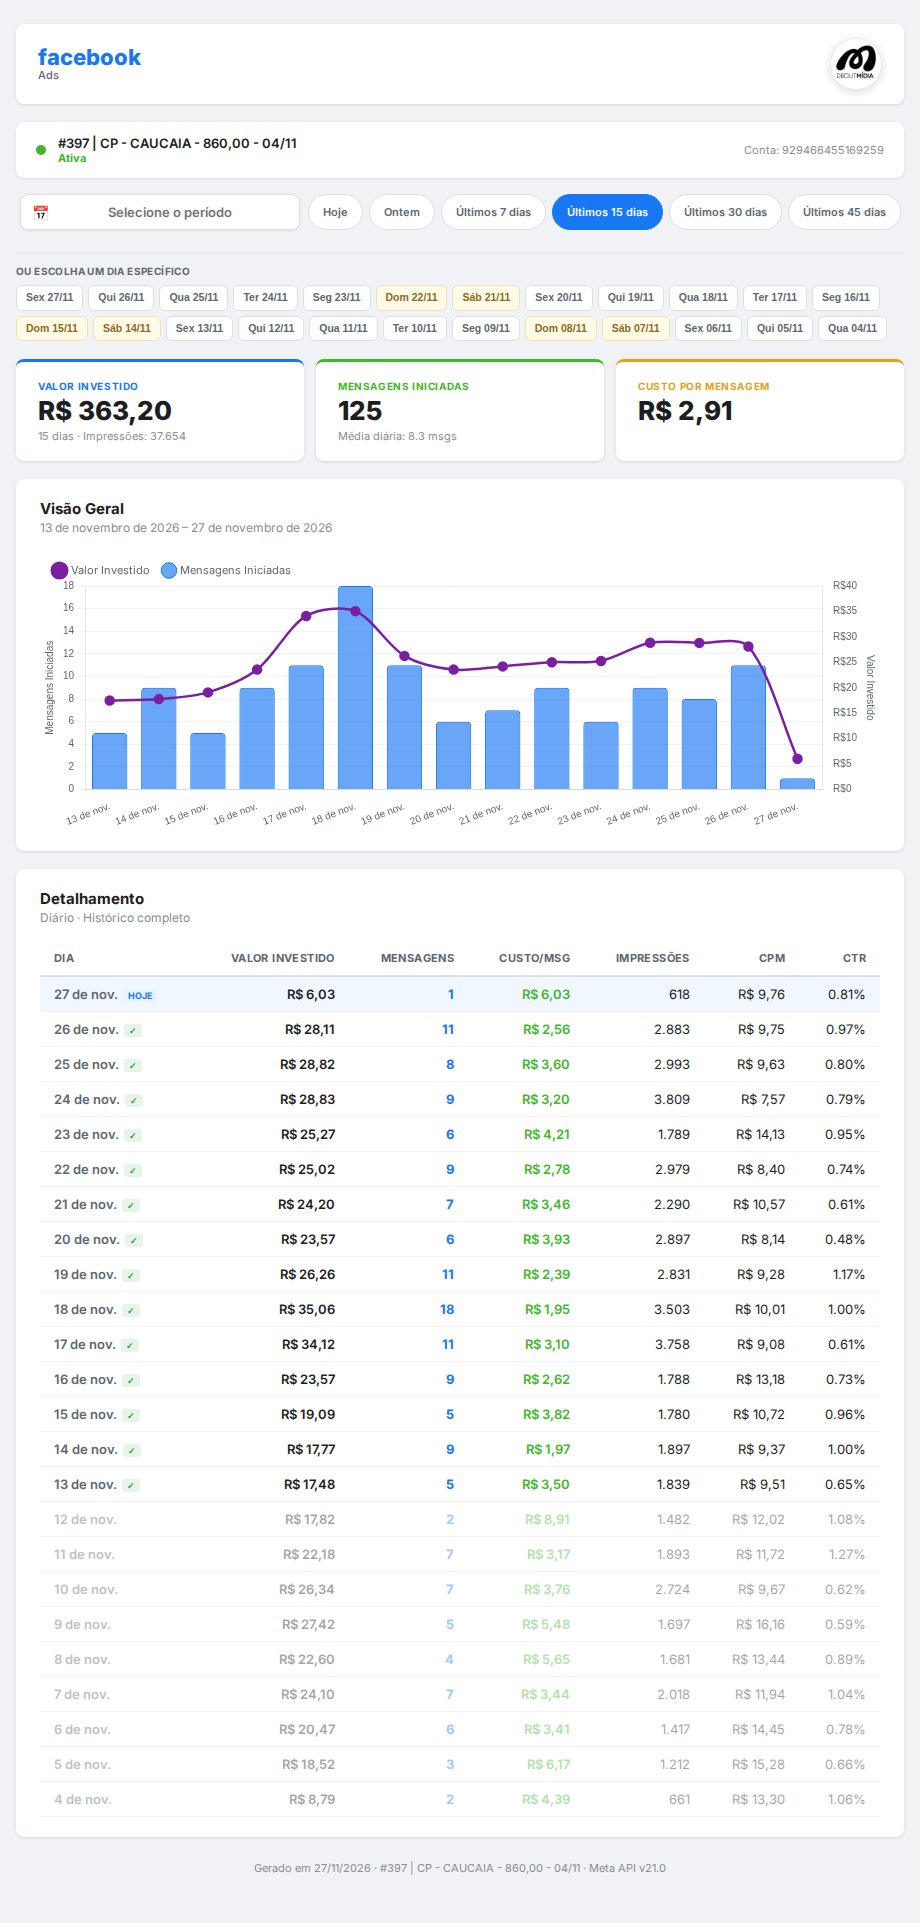 facebook
Ads
DBOUTMÍDIA
#397 | CP - CAUCAIA - 860,00 - 04/11
Ativa
Conta: 929466455169259
Selecione o período
Hoje
Ontem
Últimos 7 dias
Últimos 15 dias
Últimos 30 dias
Últimos 45 dias
OU ESCOLHA UM DIA ESPECÍFICO
Sex 27/11 Qui 26/11 Qua 25/11 Ter 24/11 Seg 23/11 Dom 22/11 Sáb 21/11 Sex 20/11 Qui 19/11 Qua 18/11 Ter 17/11 Seg 16/11
Dom 15/11 Sáb 14/11 Sex 13/11 Qui 12/11 Qua 11/11 Ter 10/11 Seg 09/11 Dom 08/11 Sáb 07/11 Sex 06/11 Qui 05/11 Qua 04/11
VALOR INVESTIDO
R$ 363,20
15 dias · Impressões: 37.654
MENSAGENS INICIADAS
125
Média diária: 8.3 msgs
CUSTO POR MENSAGEM
R$ 2,91
Visão Geral
13 de novembro de 2026 – 27 de novembro de 2026
Valor Investido
Mensagens Iniciadas
Mensagens Iniciadas
18
16
14
12
10
8
6
4
2
0
R$40
R$35
R$30
R$25
R$20
R$15
R$10
R$5
R$0
Valor Investido
13 de nov. 14 de nov. 15 de nov. 16 de nov. 17 de nov. 18 de nov. 19 de nov. 20 de nov. 21 de nov. 22 de nov. 23 de nov. 24 de nov. 25 de nov. 26 de nov. 27 de nov.
Detalhamento
Diário · Histórico completo
DIA VALOR INVESTIDO MENSAGENS CUSTO/MSG IMPRESSÕES CPM CTR
27 de nov. HOJE R$ 6,03 1 R$ 6,03 618 R$ 9,76 0.81%
26 de nov. ✓ R$ 28,11 11 R$ 2,56 2.883 R$ 9,75 0.97%
25 de nov. ✓ R$ 28,82 8 R$ 3,60 2.993 R$ 9,63 0.80%
24 de nov. ✓ R$ 28,83 9 R$ 3,20 3.809 R$ 7,57 0.79%
23 de nov. ✓ R$ 25,27 6 R$ 4,21 1.789 R$ 14,13 0.95%
22 de nov. ✓ R$ 25,02 9 R$ 2,78 2.979 R$ 8,40 0.74%
21 de nov. ✓ R$ 24,20 7 R$ 3,46 2.290 R$ 10,57 0.61%
20 de nov. ✓ R$ 23,57 6 R$ 3,93 2.897 R$ 8,14 0.48%
19 de nov. ✓ R$ 26,26 11 R$ 2,39 2.831 R$ 9,28 1.17%
18 de nov. ✓ R$ 35,06 18 R$ 1,95 3.503 R$ 10,01 1.00%
17 de nov. ✓ R$ 34,12 11 R$ 3,10 3.758 R$ 9,08 0.61%
16 de nov. ✓ R$ 23,57 9 R$ 2,62 1.788 R$ 13,18 0.73%
15 de nov. ✓ R$ 19,09 5 R$ 3,82 1.780 R$ 10,72 0.96%
14 de nov. ✓ R$ 17,77 9 R$ 1,97 1.897 R$ 9,37 1.00%
13 de nov. ✓ R$ 17,48 5 R$ 3,50 1.839 R$ 9,51 0.65%
12 de nov. R$ 17,82 2 R$ 8,91 1.482 R$ 12,02 1.08%
11 de nov. R$ 22,18 7 R$ 3,17 1.893 R$ 11,72 1.27%
10 de nov. R$ 26,34 7 R$ 3,76 2.724 R$ 9,67 0.62%
9 de nov. R$ 27,42 5 R$ 5,48 1.697 R$ 16,16 0.59%
8 de nov. R$ 22,60 4 R$ 5,65 1.681 R$ 13,44 0.89%
7 de nov. R$ 24,10 7 R$ 3,44 2.018 R$ 11,94 1.04%
6 de nov. R$ 20,47 6 R$ 3,41 1.417 R$ 14,45 0.78%
5 de nov. R$ 18,52 3 R$ 6,17 1.212 R$ 15,28 0.66%
4 de nov. R$ 8,79 2 R$ 4,39 661 R$ 13,30 1.06%
Gerado em 27/11/2026 · #397 | CP - CAUCAIA - 860,00 - 04/11 · Meta API v21.0